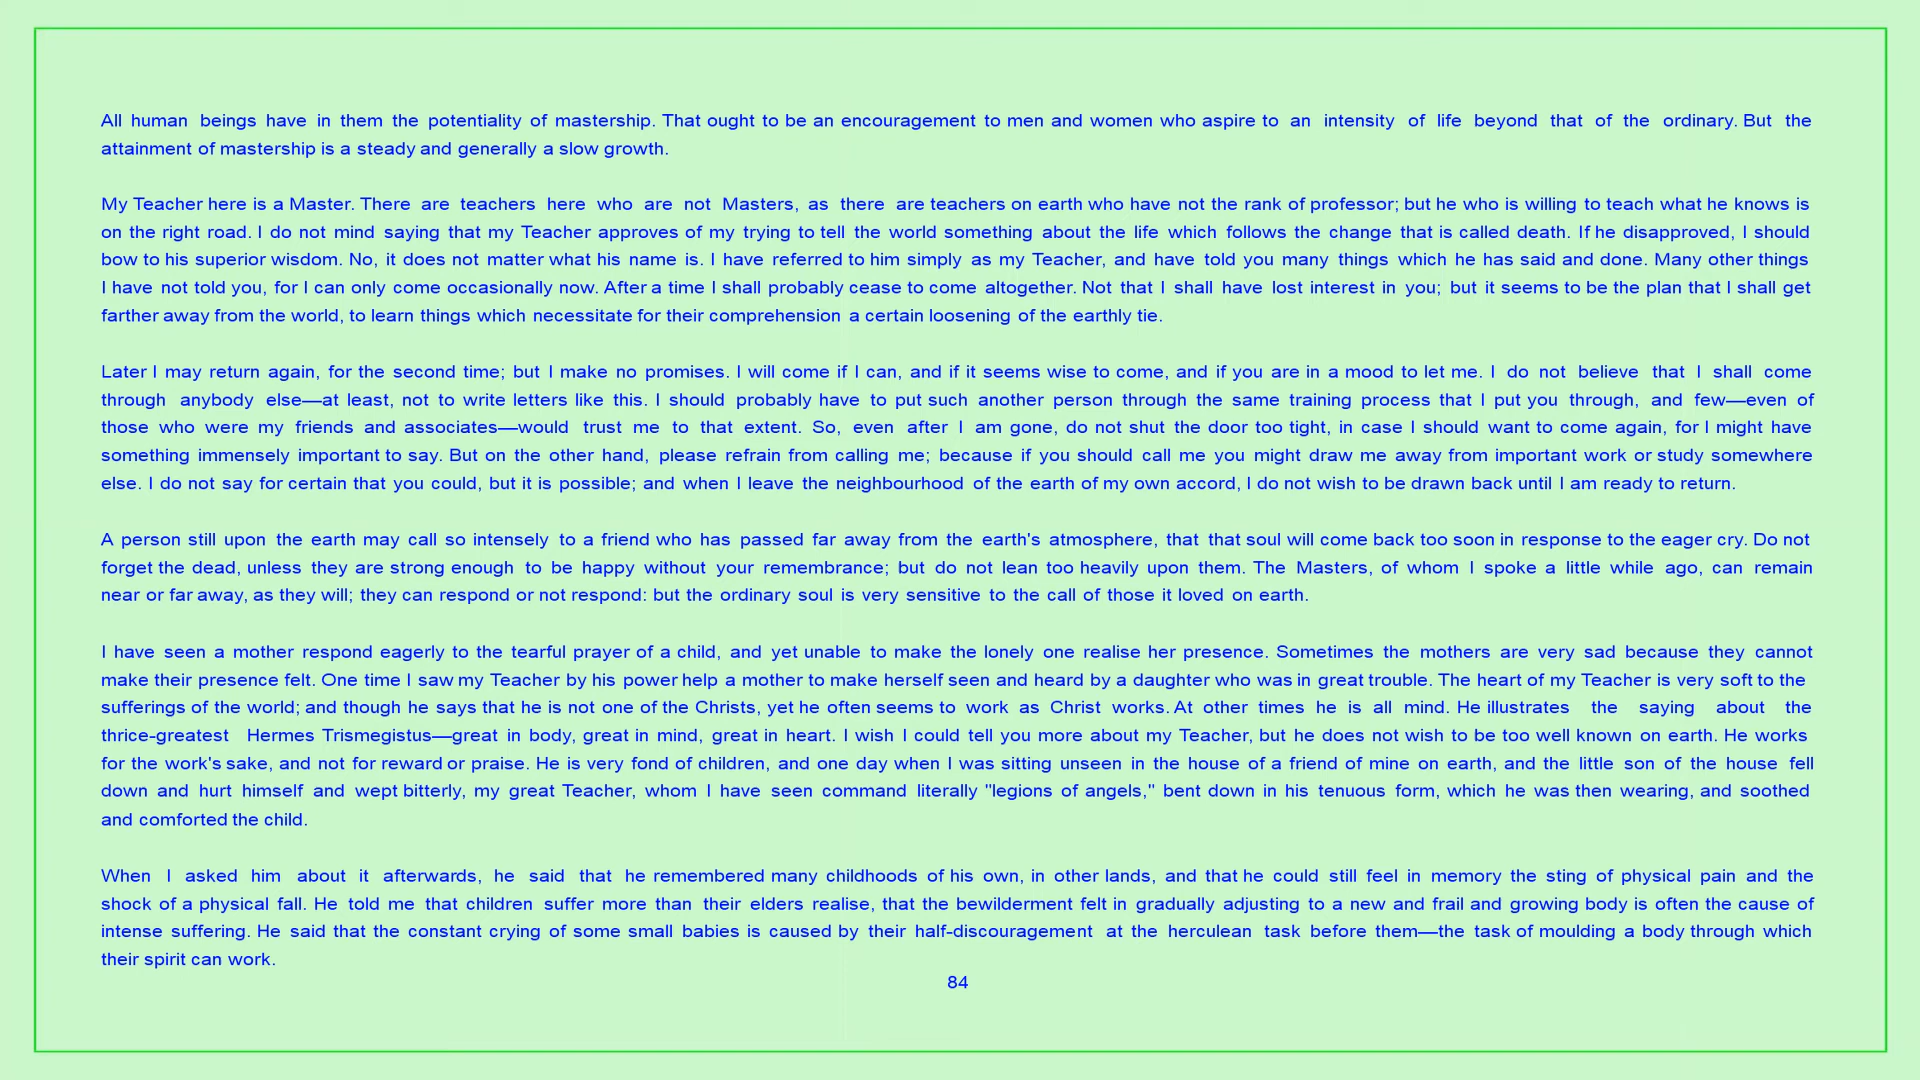 All human beings have in them the potentiality of mastership. That ought to be an encouragement to men and women who aspire to an intensity of life beyond that of the ordinary. But the
attainment of mastership is a steady and generally a slow growth.
My Teacher here is a Master. There are teachers here who are not Masters, as there are teachers on earth who have not the rank of professor; but he who is willing to teach what he knows is
on the right road. I do not mind saying that my Teacher approves of my trying to tell the world something about the life which follows the change that is called death. If he disapproved, I should
bow to his superior wisdom. No, it does not matter what his name is. I have referred to him simply as my Teacher, and have told you many things which he has said and done. Many other things
I have not told you, for I can only come occasionally now. After a time I shall probably cease to come altogether. Not that I shall have lost interest in you; but it seems to be the plan that I shall get
farther away from the world, to learn things which necessitate for their comprehension a certain loosening of the earthly tie.
Later I may return again, for the second time; but I make no promises. I will come if I can, and if it seems wise to come, and if you are in a mood to let me. I do not believe that I shall come
through anybody else—at least, not to write letters like this. I should probably have to put such another person through the same training process that I put you through, and few—even of
those who were my friends and associates—would trust me to that extent. So, even after I am gone, do not shut the door too tight, in case I should want to come again, for I might have
something immensely important to say. But on the other hand, please refrain from calling me; because if you should call me you might draw me away from important work or study somewhere
else. I do not say for certain that you could, but it is possible; and when I leave the neighbourhood of the earth of my own accord, I do not wish to be drawn back until I am ready to return.
A person still upon the earth may call so intensely to a friend who has passed far away from the earth's atmosphere, that that soul will come back too soon in response to the eager cry. Do not
forget the dead, unless they are strong enough to be happy without your remembrance; but do not lean too heavily upon them. The Masters, of whom I spoke a little while ago, can remain
near or far away, as they will; they can respond or not respond: but the ordinary soul is very sensitive to the call of those it loved on earth.
I have seen a mother respond eagerly to the tearful prayer of a child, and yet unable to make the lonely one realise her presence. Sometimes the mothers are very sad because they cannot
make their presence felt. One time I saw my Teacher by his power help a mother to make herself seen and heard by a daughter who was in great trouble. The heart of my Teacher is very soft to the
sufferings of the world; and though he says that he is not one of the Christs, yet he often seems to work as Christ works. At other times he is all mind. He illustrates the saying about the
thrice-greatest Hermes Trismegistus—great in body, great in mind, great in heart. I wish I could tell you more about my Teacher, but he does not wish to be too well known on earth. He works
for the work's sake, and not for reward or praise. He is very fond of children, and one day when I was sitting unseen in the house of a friend of mine on earth, and the little son of the house fell
down and hurt himself and wept bitterly, my great Teacher, whom I have seen command literally "legions of angels," bent down in his tenuous form, which he was then wearing, and soothed
and comforted the child.
When I asked him about it afterwards, he said that he remembered many childhoods of his own, in other lands, and that he could still feel in memory the sting of physical pain and the
shock of a physical fall. He told me that children suffer more than their elders realise, that the bewilderment felt in gradually adjusting to a new and frail and growing body is often the cause of
intense suffering. He said that the constant crying of some small babies is caused by their half-discouragement at the herculean task before them—the task of moulding a body through which
their spirit can work.
84